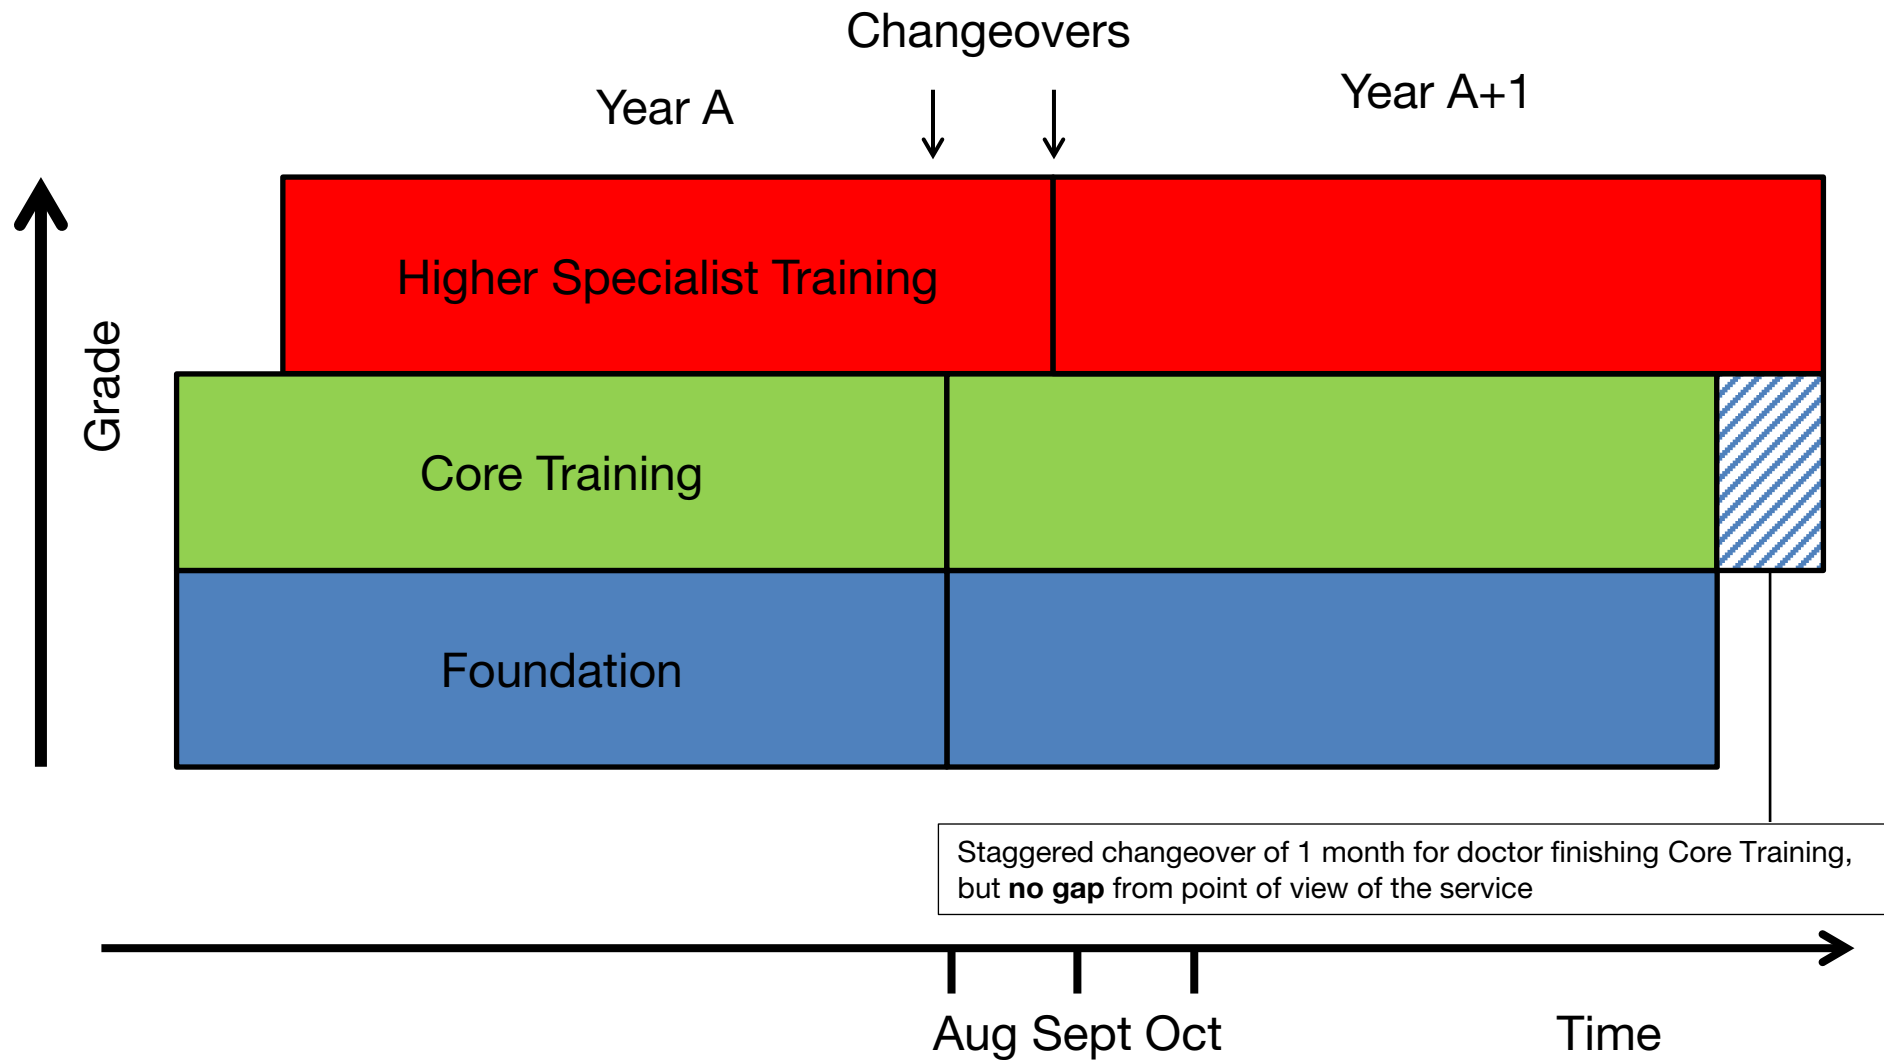 Changeovers
Year A
Year A+1
Higher Specialist Training
Grade
Core Training
Foundation
Staggered changeover of 1 month for doctor finishing Core Training,
but no gap from point of view of the service
Aug Sept Oct
Time